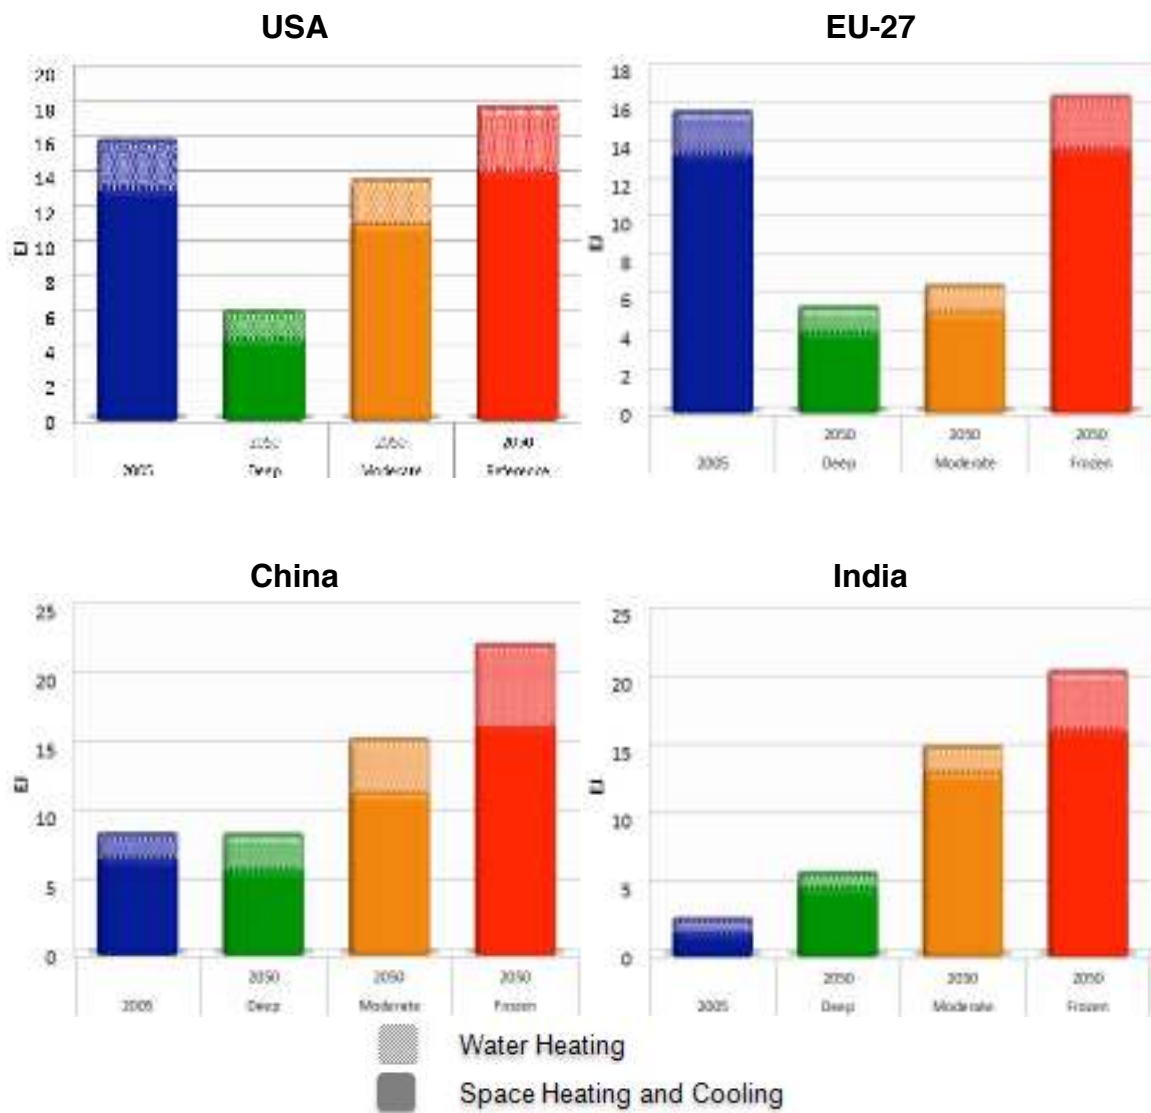 USA
20
18
16
14
12
10
8
6
4
2
0
EJ
2050 2050 2050
2005 Deep Moderate Reference
EU-27
18
16
14
12
10
8
6
4
2
0
EJ
2050 2050 2050
2005 Deep Moderate Frozen
China
25
20
15
10
5
0
EJ
2050 2050 2050
2005 Deep Moderate Frozen
India
25
20
15
10
5
0
EJ
2050 2050 2050
2005 Deep Moderate Frozen
Water Heating
Space Heating and Cooling